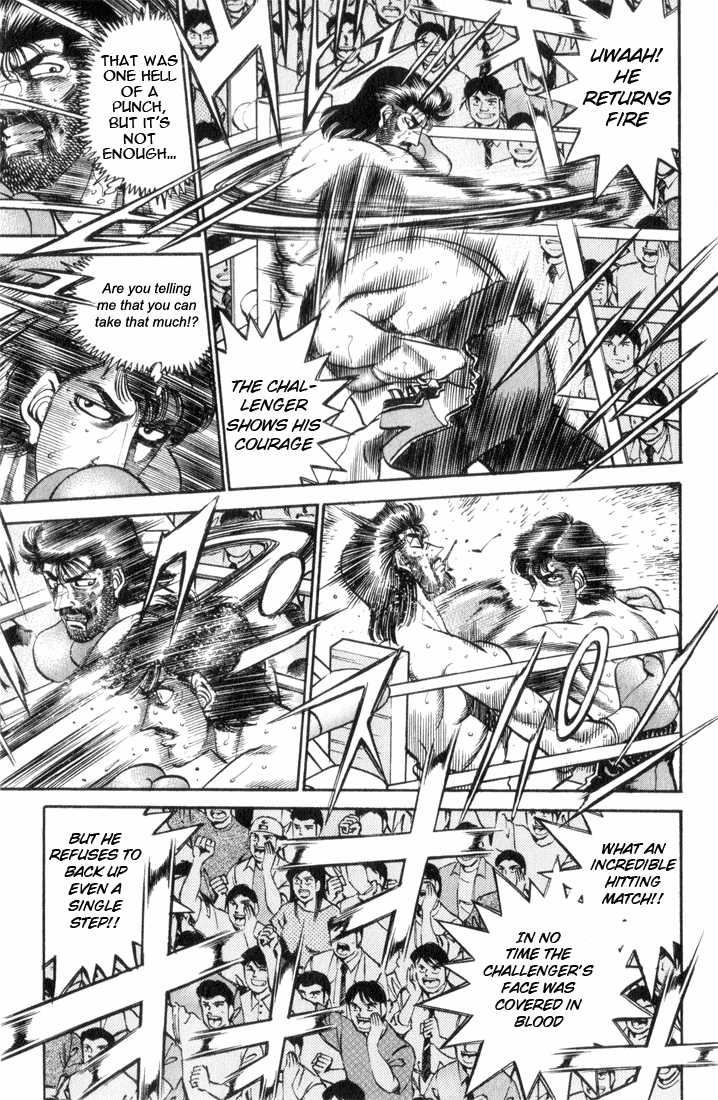 UWAAH!
HE
RETURNS
FIRE
THAT WAS
ONE HELL
OF A
PUNCH,
BUT IT'S
NOT
ENOUGH...
THE CHAL-
LENGER
SHOWS HIS
COURAGE
Are you telling
me that you can
take that much!?
WHAT AN
INCREDIBLE
HITTING
MATCH!!
IN NO
TIME THE
CHALLENGER'S
FACE WAS
COVERED IN
BLOOD
BUT HE
REFUSES TO
BACK UP
EVEN A
SINGLE
STEP!!